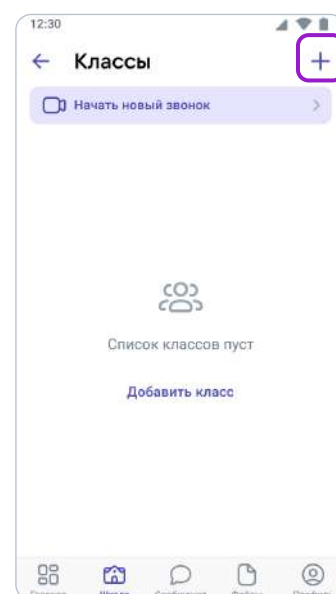 12:30
Классы
Начать новый звонок
Список классов пуст
Добавить класс